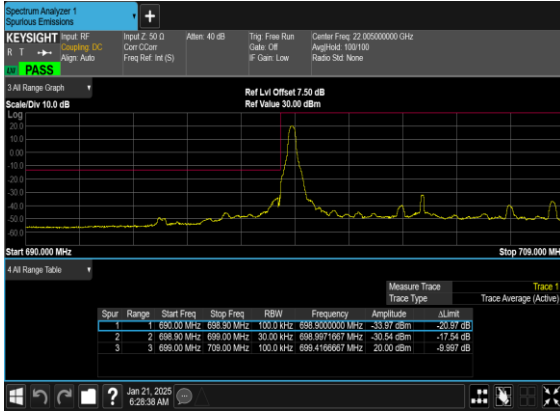 Spectrum Analyzer 1
Spurious Emissions
+
KEYSIGHT
R T
PASS
Input: RF
Coupling: DC
Align: Auto
Input Z: 50 Ω
Corr CCorr
Freq Ref: Int (S)
Atten: 40 dB
Trig: Free Run
Gate: Off
IF Gain: Low
Center Freq: 22.005000000 GHz
Avg|Hold: 100/100
Radio Std: None
3 All Range Graph
Scale/Div 10.0 dB
Ref Lvl Offset 7.50 dB
Ref Value 30.00 dBm
Log
20.0
10.0
0.00
-10.0
-20.0
-30.0
-40.0
-50.0
-60.0
Start 690.000 MHz
Stop 709.000 MH
4 All Range Table
Measure Trace Trace 1
Trace Type Trace Average (Active)
Spur Range Start Freq Stop Freq RBW Frequency Amplitude ΔLimit
1 1 690.00 MHz 698.90 MHz 100.0 kHz 698.9000000 MHz -33.97 dBm -20.97 dB
2 2 698.90 MHz 699.00 MHz 30.00 kHz 698.9971667 MHz -30.54 dBm -17.54 dB
3 3 699.00 MHz 709.00 MHz 100.0 kHz 699.4166667 MHz 20.00 dBm -9.997 dB
?
Jan 21, 2025
6:28:38 AM